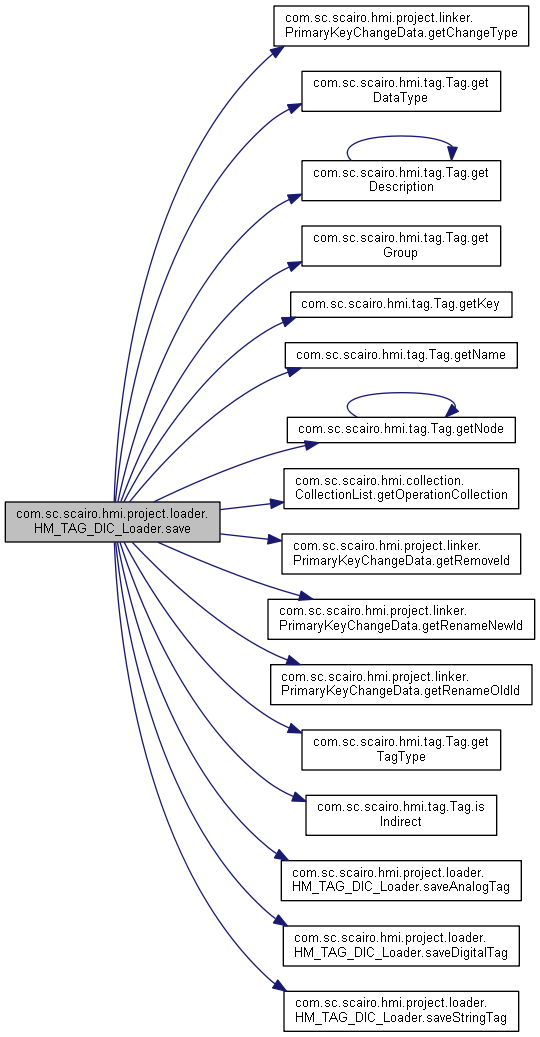 com.sc.scairo.hmi.project.linker.
PrimaryKeyChangeData.getChangeType
com.sc.scairo.hmi.tag.Tag.get
DataType
com.sc.scairo.hmi.tag.Tag.get
Description
com.sc.scairo.hmi.tag.Tag.get
Group
com.sc.scairo.hmi.tag.Tag.getKey
com.sc.scairo.hmi.tag.Tag.getName
com.sc.scairo.hmi.tag.Tag.getNode
com.sc.scairo.hmi.collection.
CollectionList.getOperationCollection
com.sc.scairo.hmi.project.loader.
HM_TAG_DIC_Loader.save
com.sc.scairo.hmi.project.linker.
PrimaryKeyChangeData.getRemoveId
com.sc.scairo.hmi.project.linker.
PrimaryKeyChangeData.getRenameNewId
com.sc.scairo.hmi.project.linker.
PrimaryKeyChangeData.getRenameOldId
com.sc.scairo.hmi.tag.Tag.get
TagType
com.sc.scairo.hmi.tag.Tag.is
Indirect
com.sc.scairo.hmi.project.loader.
HM_TAG_DIC_Loader.saveAnalogTag
com.sc.scairo.hmi.project.loader.
HM_TAG_DIC_Loader.saveDigitalTag
com.sc.scairo.hmi.project.loader.
HM_TAG_DIC_Loader.saveStringTag